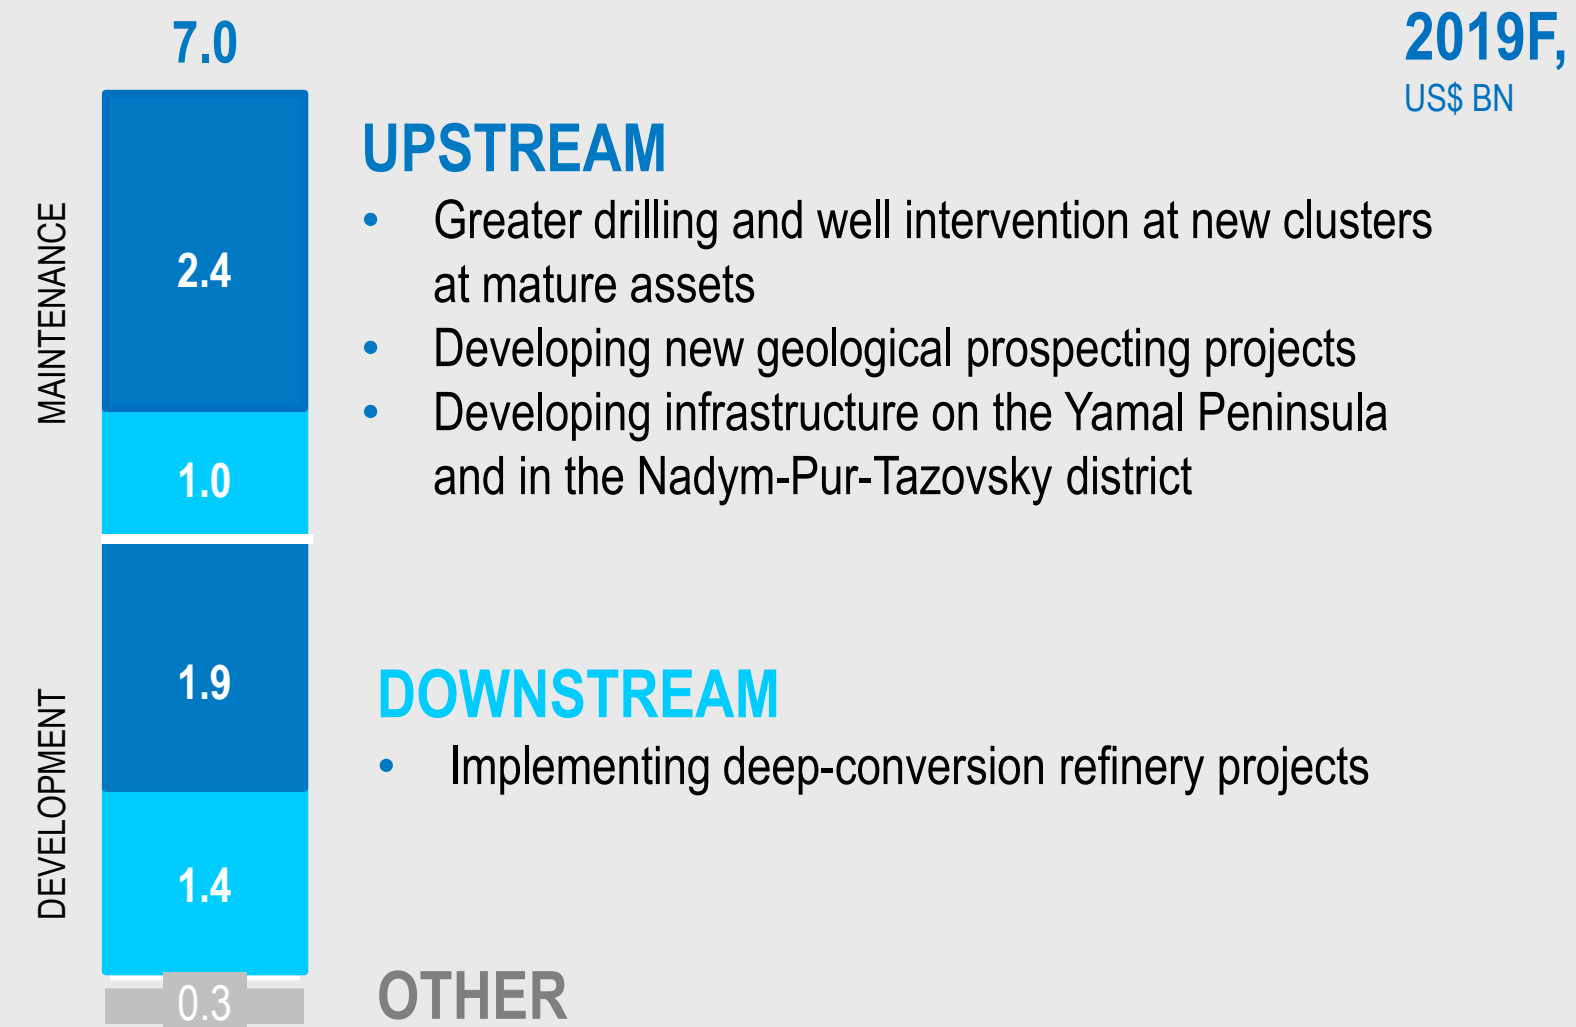 7.0
2019F,
US$ BN
MAINTENANCE
2.4
1.0
DEVELOPMENT
1.9
1.4
0.3
UPSTREAM
• Greater drilling and well intervention at new clusters
at mature assets
• Developing new geological prospecting projects
• Developing infrastructure on the Yamal Peninsula
and in the Nadym-Pur-Tazovsky district
DOWNSTREAM
• Implementing deep-conversion refinery projects
OTHER